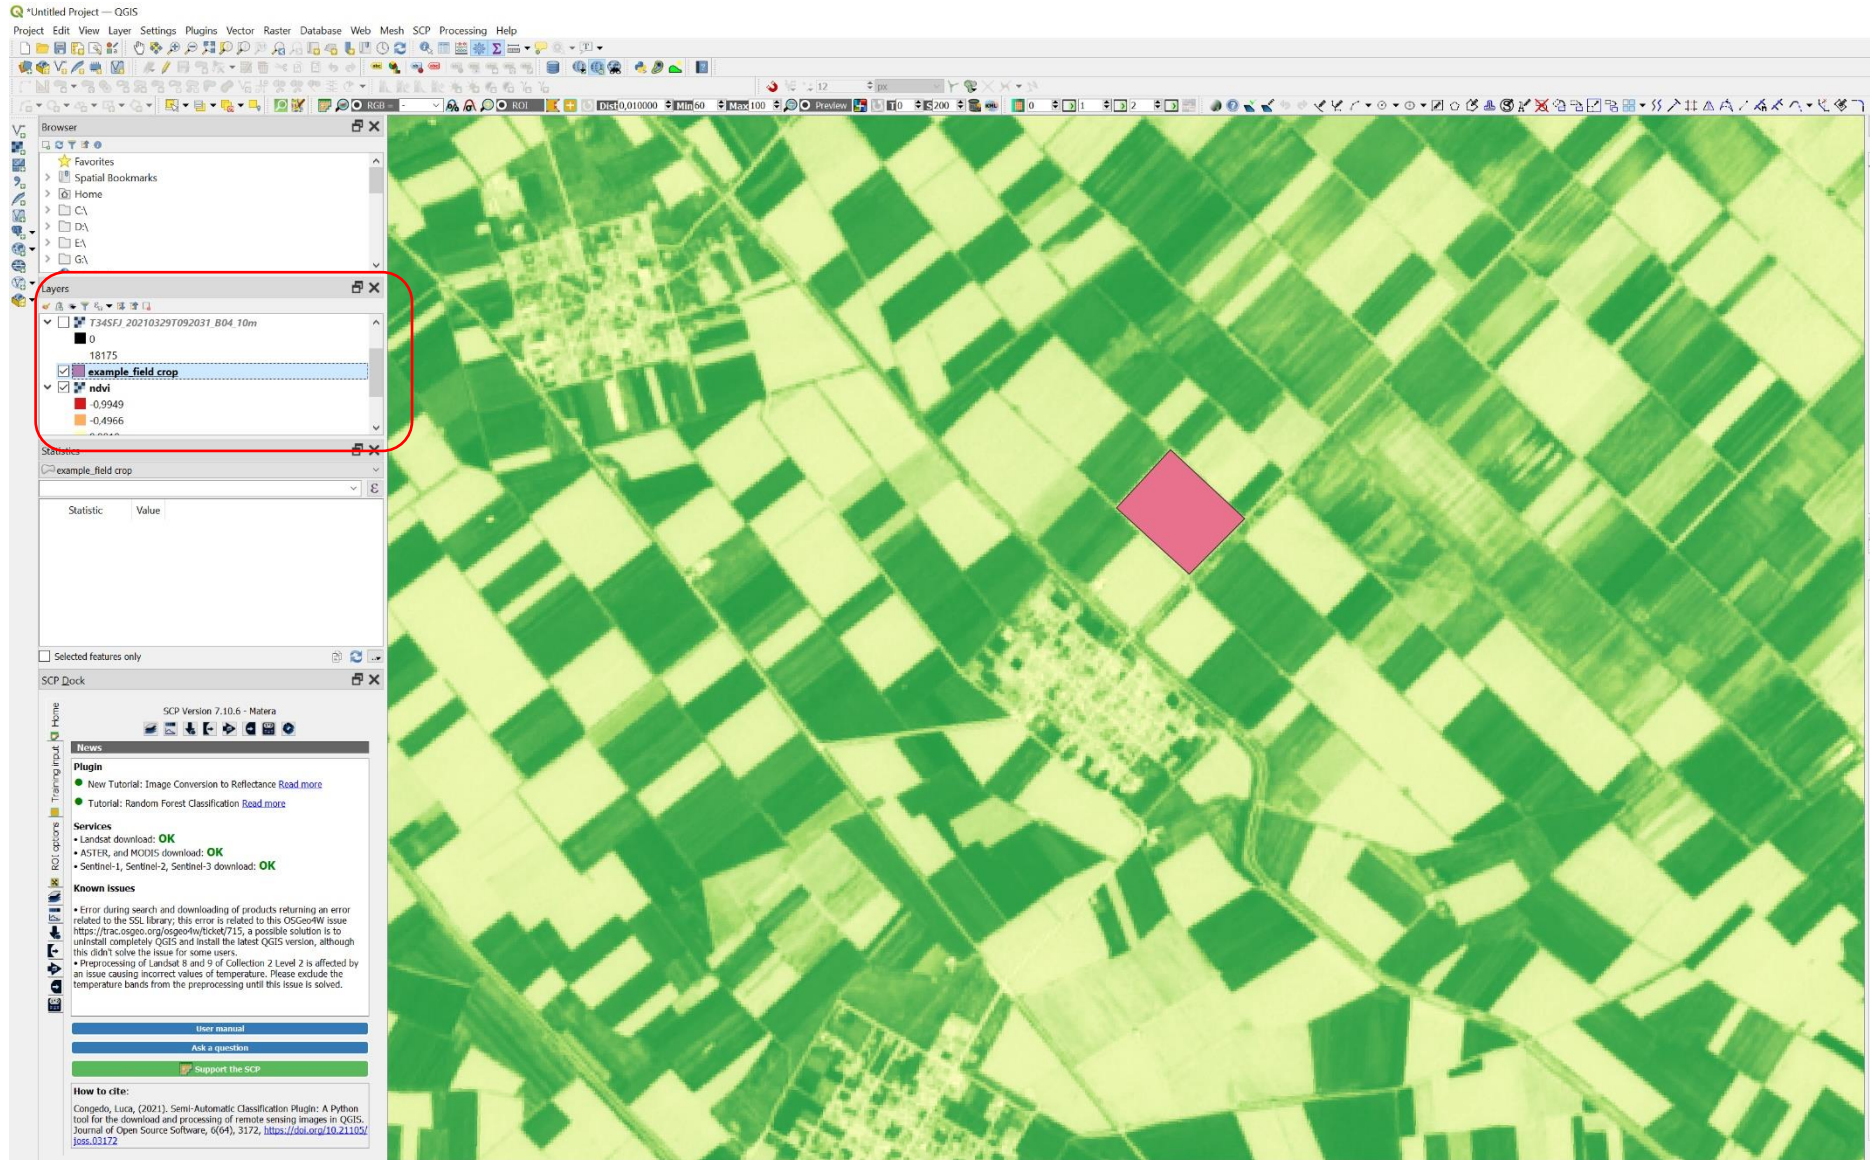 *Untitled Project — QGIS
Project Edit View Layer Settings Plugins Vector Raster Database Web Mesh SCP Processing Help
12 px
RGB = - ROI Dist 0,010000 Min 60 Max 100 Preview T 0 S 200 0 1 2
Browser
Favorites
Spatial Bookmarks
Home
C:\
D:\
E:\
G:\
Layers
T34SFJ_20210329T092031_B04_10m
0
18175
example_field crop
ndvi
-0,9949
-0,4966
Statistics
example_field crop
Statistic Value
Selected features only
SCP Dock
Home
Training input
ROI options
SCP Version 7.10.6 - Matera
News
Plugin
New Tutorial: Image Conversion to Reflectance Read more
Tutorial: Random Forest Classification Read more
Services
• Landsat download: OK
• ASTER, and MODIS download: OK
• Sentinel-1, Sentinel-2, Sentinel-3 download: OK
Known issues
• Error during search and downloading of products returning an error
related to the SSL library; this error is related to this OSGeo4W issue
https://trac.osgeo.org/osgeo4w/ticket/715, a possible solution is to
uninstall completely QGIS and install the latest QGIS version, although
this didn't solve the issue for some users.
• Preprocessing of Landsat 8 and 9 of Collection 2 Level 2 is affected by
an issue causing incorrect values of temperature. Please exclude the
temperature bands from the preprocessing until this issue is solved.
User manual
Ask a question
Support the SCP
How to cite:
Congedo, Luca, (2021). Semi-Automatic Classification Plugin: A Python
tool for the download and processing of remote sensing images in QGIS.
Journal of Open Source Software, 6(64), 3172, https://doi.org/10.21105/
joss.03172